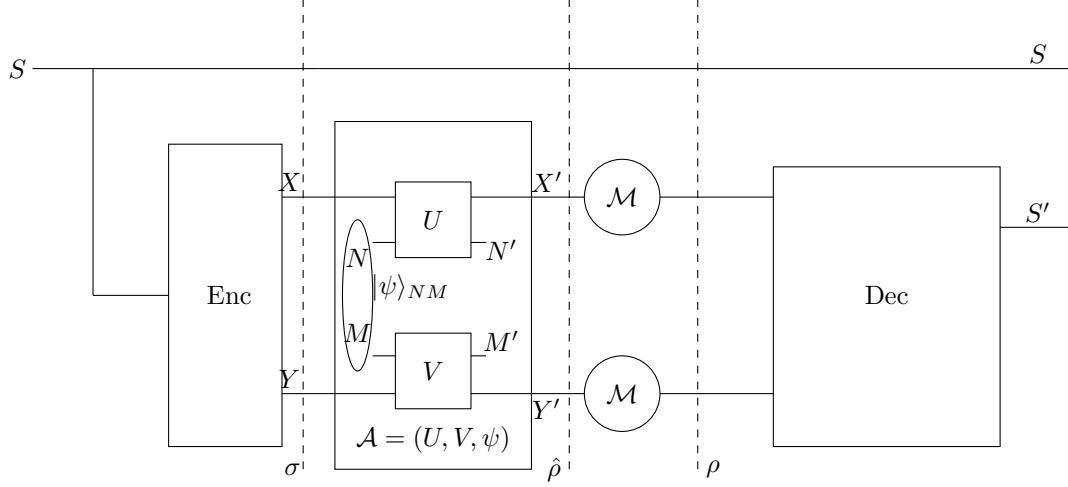 S
S
X
X′
M
U
N
N′
S′
Enc
|ψ⟩NM
Dec
M
M′
V
Y
Y′
M
A = (U, V, ψ)
σ
ρ̂
ρ